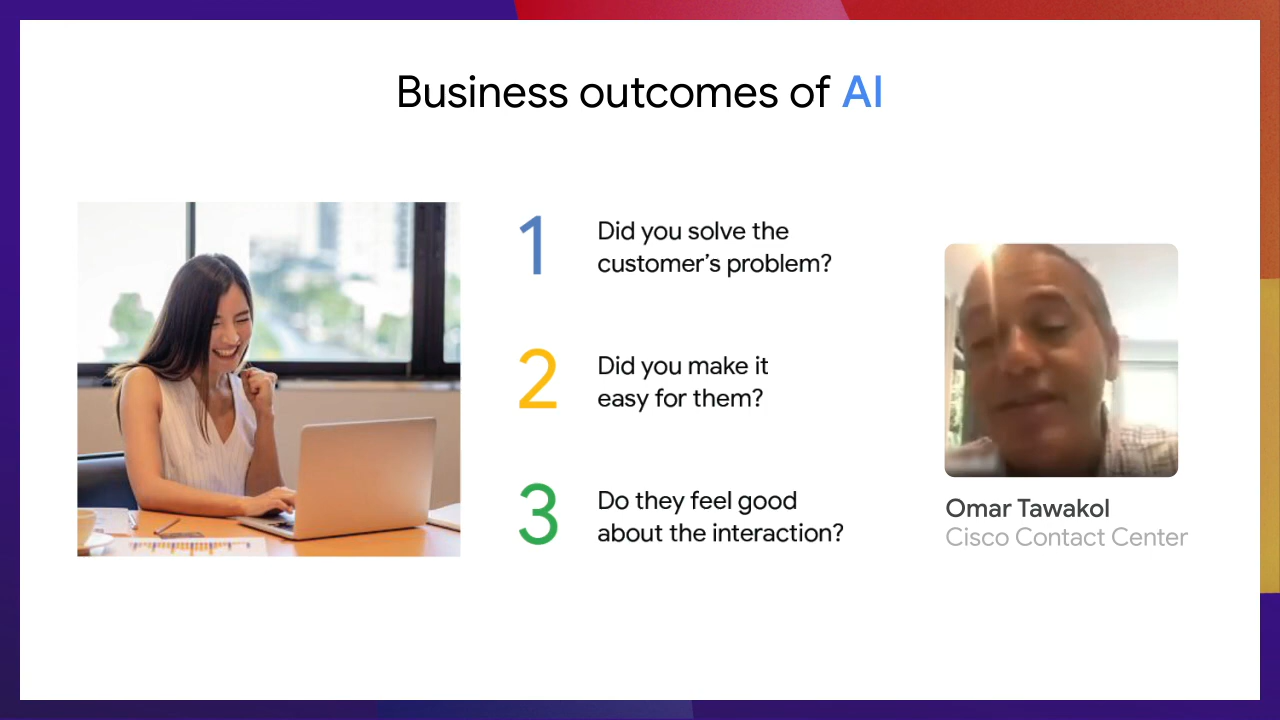 Business outcomes of AI
1
Did you solve the
customer’s problem?
2
Did you make it
easy for them?
3
Do they feel good
about the interaction?
Omar Tawakol
Cisco Contact Center